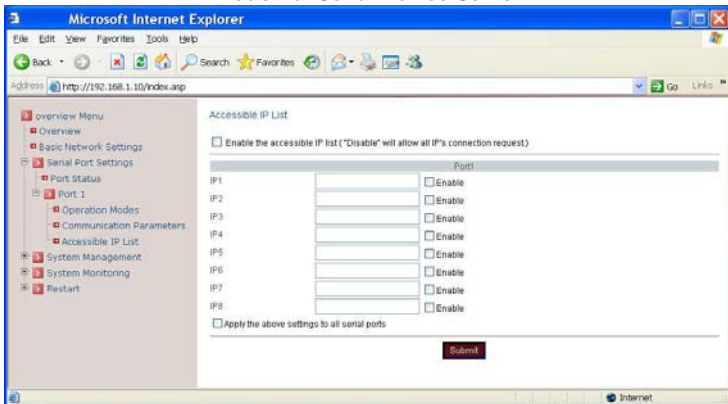 Microsoft Internet Explorer
File Edit View Favorites Tools Help
Back Search Favorites
Address http://192.168.1.10/index.asp Go Links »
overview Menu
Overview
Basic Network Settings
Serial Port Settings
Port Status
Port 1
Operation Modes
Communication Parameters
Accessible IP List
System Management
System Monitoring
Restart
Accessible IP List
Enable the accessible IP list ("Disable" will allow all IP's connection request)
Port1
IP1 Enable
IP2 Enable
IP3 Enable
IP4 Enable
IP5 Enable
IP6 Enable
IP7 Enable
IP8 Enable
Apply the above settings to all serial ports
Submit
Internet